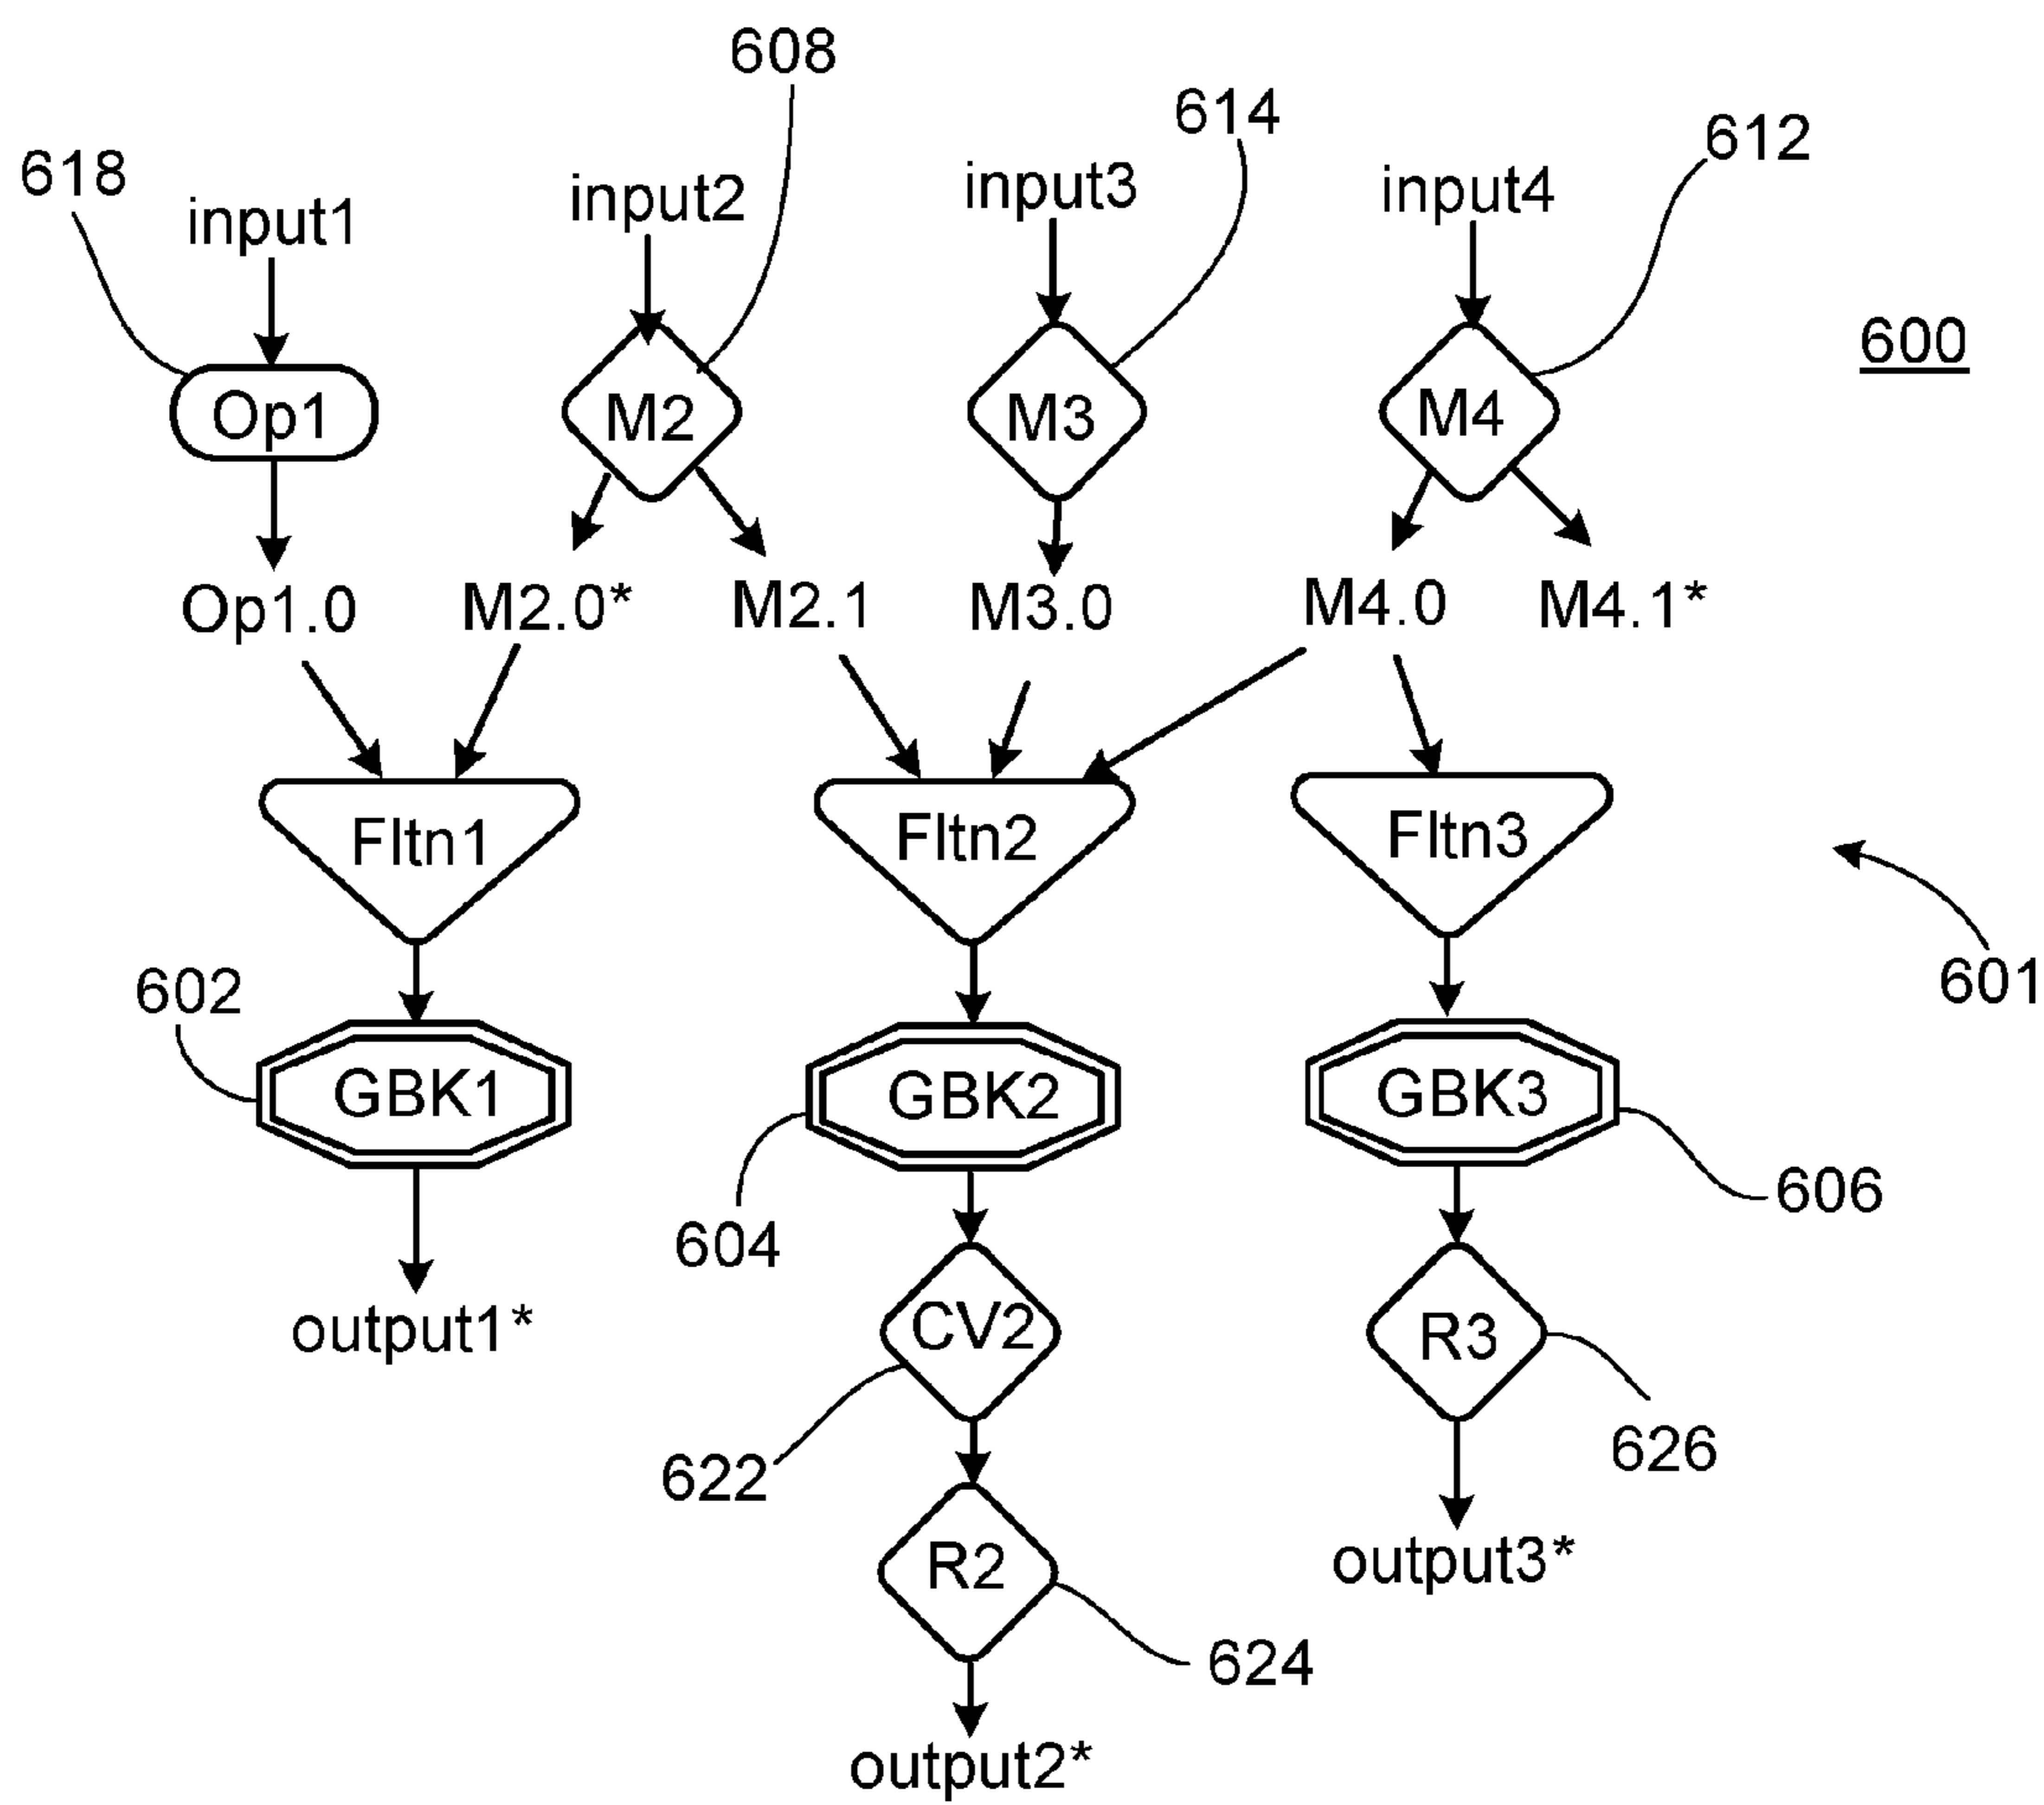 608
614
612
618
input1
input2
input3
input4
600
Op1
M2
M3
M4
Op1.0
M2.0*
M2.1
M3.0
M4.0
M4.1*
Fltn1
Fltn2
Fltn3
601
602
GBK1
GBK2
GBK3
604
606
output1*
CV2
R3
622
626
R2
output3*
624
output2*